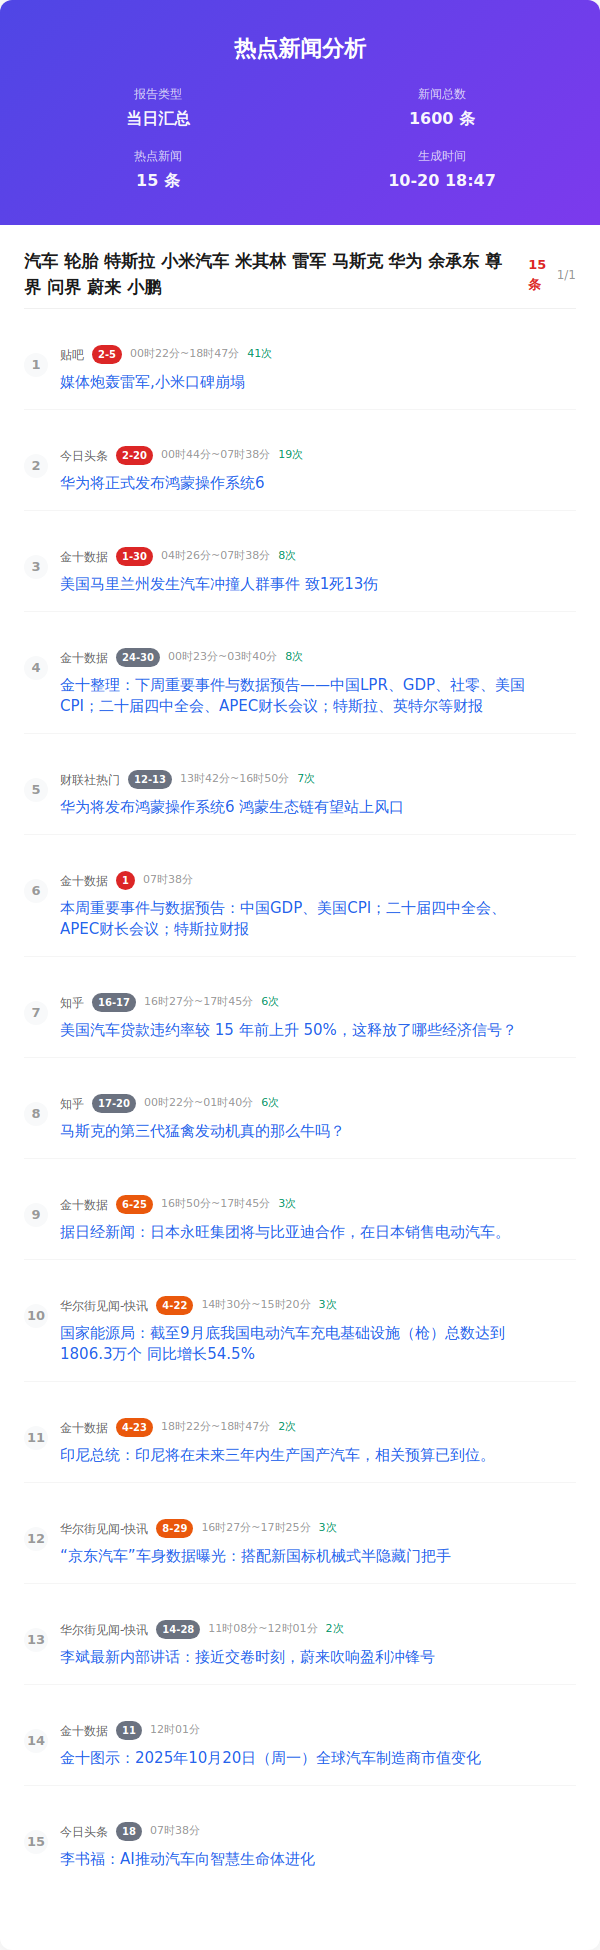 热点新闻分析
报告类型
新闻总数
当日汇总
1600 条
热点新闻
生成时间
15 条
10-20 18:47
汽车 轮胎 特斯拉 小米汽车 米其林 雷军 马斯克 华为 余承东 尊
界 问界 蔚来 小鹏
15
条
1/1
1
贴吧 2-5 00时22分~18时47分 41次
媒体炮轰雷军,小米口碑崩塌
2
今日头条 2-20 00时44分~07时38分 19次
华为将正式发布鸿蒙操作系统6
3
金十数据 1-30 04时26分~07时38分 8次
美国马里兰州发生汽车冲撞人群事件 致1死13伤
4
金十数据 24-30 00时23分~03时40分 8次
金十整理：下周重要事件与数据预告——中国LPR、GDP、社零、美国
CPI；二十届四中全会、APEC财长会议；特斯拉、英特尔等财报
5
财联社热门 12-13 13时42分~16时50分 7次
华为将发布鸿蒙操作系统6 鸿蒙生态链有望站上风口
6
金十数据 1 07时38分
本周重要事件与数据预告：中国GDP、美国CPI；二十届四中全会、
APEC财长会议；特斯拉财报
7
知乎 16-17 16时27分~17时45分 6次
美国汽车贷款违约率较 15 年前上升 50%，这释放了哪些经济信号？
8
知乎 17-20 00时22分~01时40分 6次
马斯克的第三代猛禽发动机真的那么牛吗？
9
金十数据 6-25 16时50分~17时45分 3次
据日经新闻：日本永旺集团将与比亚迪合作，在日本销售电动汽车。
10
华尔街见闻-快讯 4-22 14时30分~15时20分 3次
国家能源局：截至9月底我国电动汽车充电基础设施（枪）总数达到
1806.3万个 同比增长54.5%
11
金十数据 4-23 18时22分~18时47分 2次
印尼总统：印尼将在未来三年内生产国产汽车，相关预算已到位。
12
华尔街见闻-快讯 8-29 16时27分~17时25分 3次
“京东汽车”车身数据曝光：搭配新国标机械式半隐藏门把手
13
华尔街见闻-快讯 14-28 11时08分~12时01分 2次
李斌最新内部讲话：接近交卷时刻，蔚来吹响盈利冲锋号
14
金十数据 11 12时01分
金十图示：2025年10月20日（周一）全球汽车制造商市值变化
15
今日头条 18 07时38分
李书福：AI推动汽车向智慧生命体进化